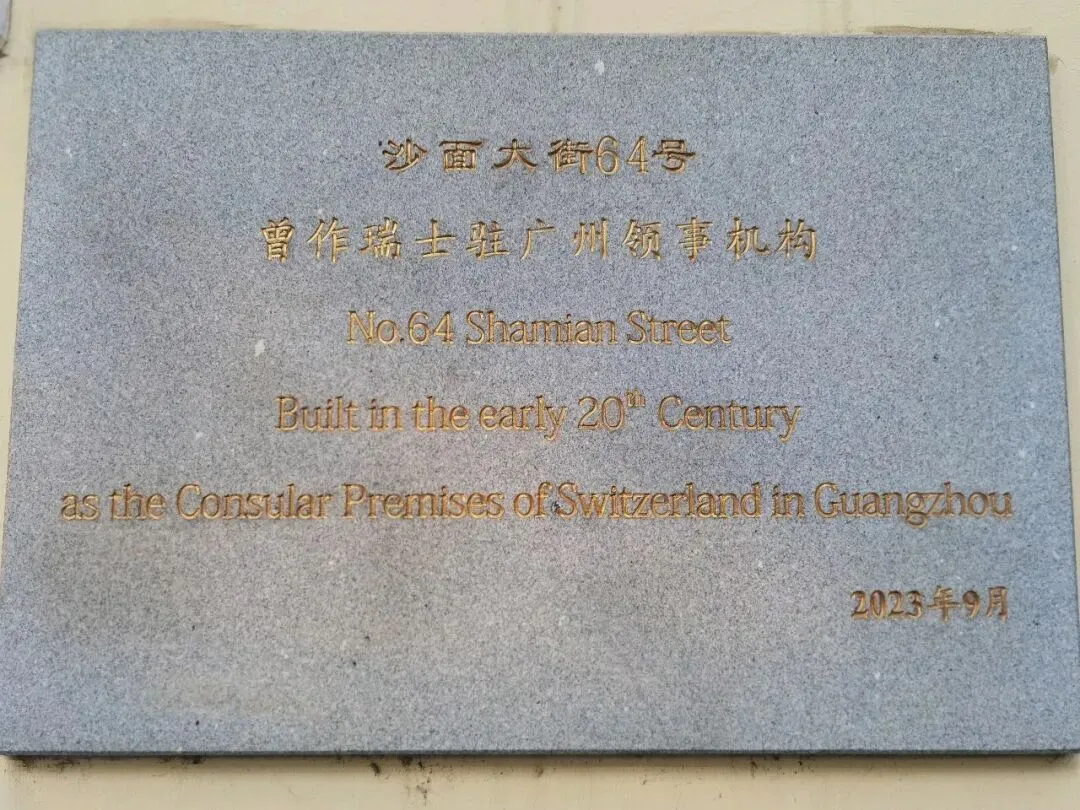 沙面大街64号
曾作瑞士驻广州领事机构
No.64 Shamian Street
Built in the early 20th Century
as the Consular Premises of Switzerland in Guangzhou
2023年9月